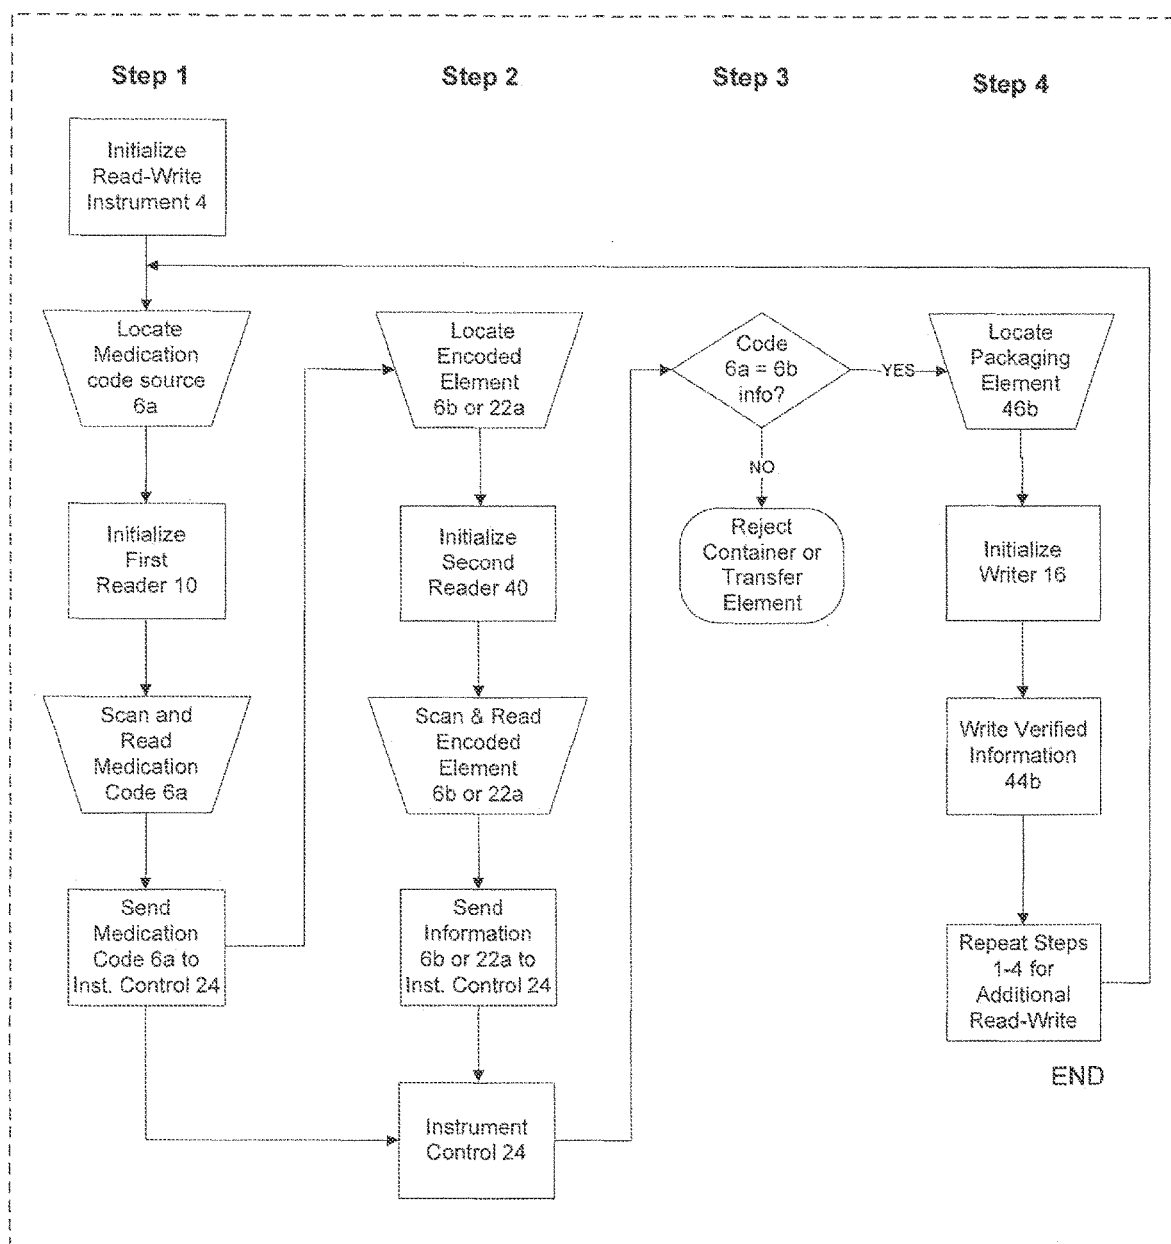 Step 1
Step 2
Step 3
Step 4
Initialize
Read-Write
Instrument 4
Locate
Medication
code source
6a
Initialize
First
Reader 10
Scan and
Read
Medication
Code 6a
Send
Medication
Code 6a to
Inst. Control 24
Locate
Encoded
Element
6b or 22a
Initialize
Second
Reader 40
Scan & Read
Encoded
Element
6b or 22a
Send
Information
6b or 22a to
Inst. Control 24
Instrument
Control 24
Code
6a = 6b
info?
YES
NO
Reject
Container or
Transfer
Element
Locate
Packaging
Element
46b
Initialize
Writer 16
Write Verified
Information
44b
Repeat Steps
1-4 for
Additional
Read-Write
END